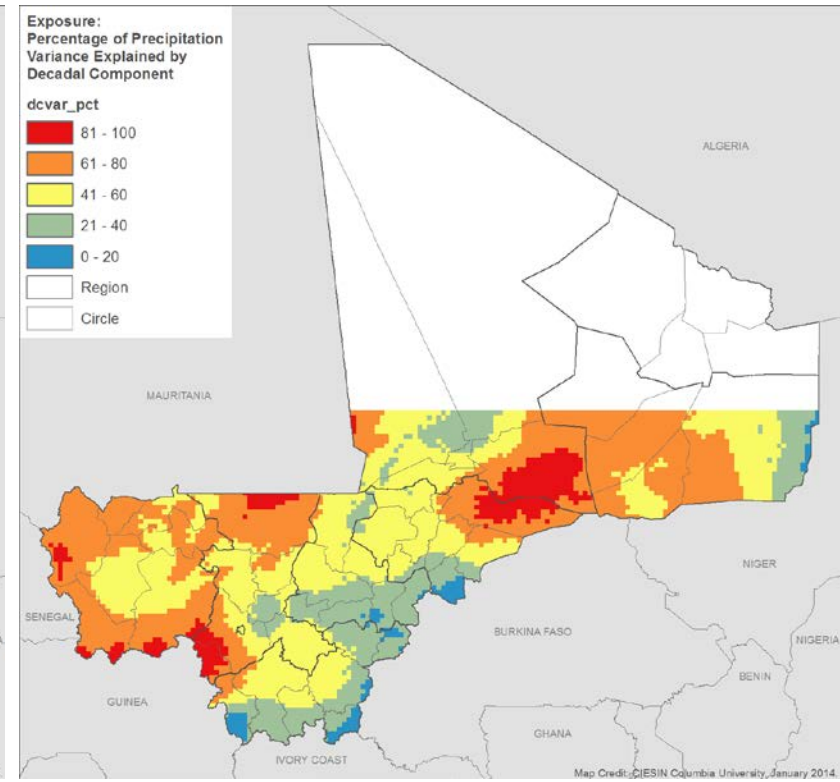 Exposure:
Percentage of Precipitation
Variance Explained by
Decadal Component
dcvar_pct
81 - 100
61 - 80
41 - 60
21 - 40
0 - 20
Region
Circle
ALGERIA
MAURITANIA
NIGER
SENEGAL
BURKINA FASO
NIGERIA
BENIN
GUINEA
GHANA
IVORY COAST
Map Credit: CIESIN Columbia University, January 2014